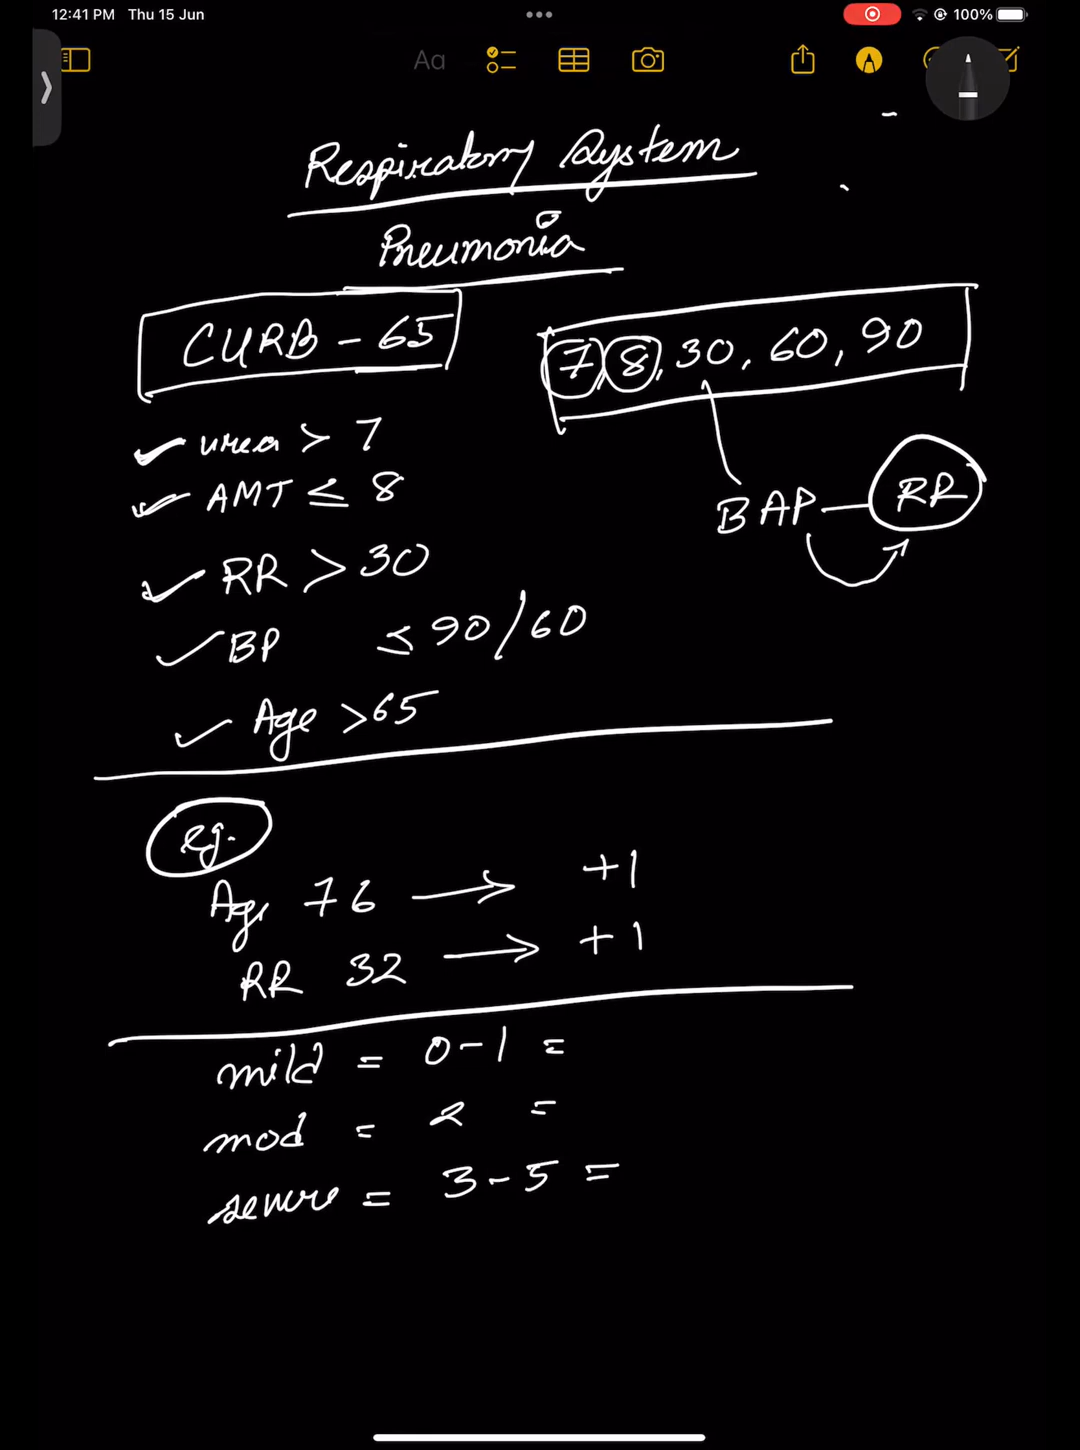 12:41 PM Thu 15 Jun
100%
Aa
Respiratory System
Pneumonia
CURB - 65
7, 8, 30, 60, 90
urea > 7
AMT ≤ 8
BAP — RR
RR > 30
BP ≤ 90/60
Age > 65
eg.
Age 76 → +1
RR 32 → +1
mild = 0-1 =
mod = 2 =
severe = 3-5 =